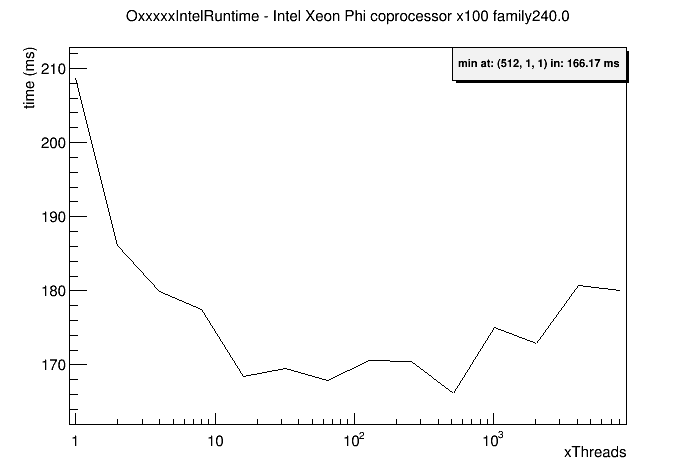 OxxxxxIntelRuntime - Intel Xeon Phi coprocessor x100 family240.0
time (ms)
min at: (512, 1, 1) in: 166.17 ms
210
200
190
180
170
1 10 10² 10³
xThreads